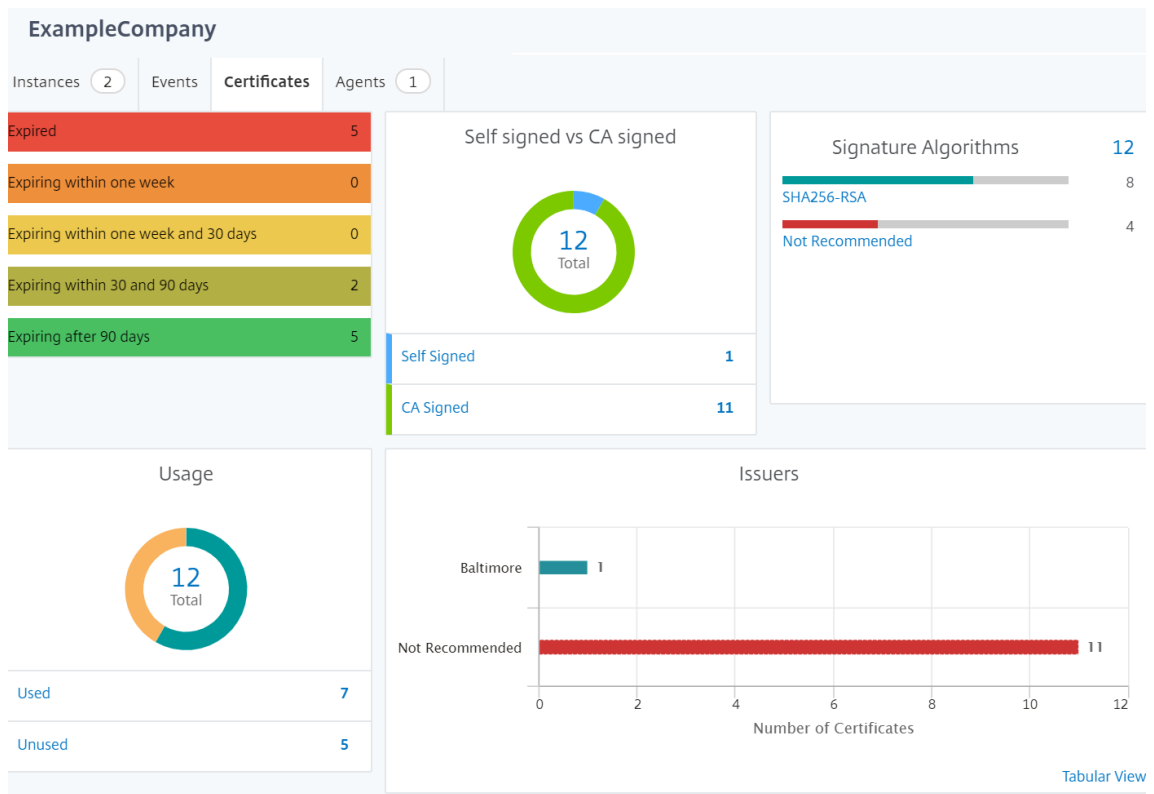 ExampleCompany
Instances 2 Events Certificates Agents 1
Expired 5
Expiring within one week 0
Expiring within one week and 30 days 0
Expiring within 30 and 90 days 2
Expiring after 90 days 5
Self signed vs CA signed
12
Total
Self Signed 1
CA Signed 11
Signature Algorithms 12
8
SHA256-RSA
4
Not Recommended
Usage
12
Total
Used 7
Unused 5
Issuers
Baltimore 1
Not Recommended 11
0 2 4 6 8 10 12
Number of Certificates
Tabular View